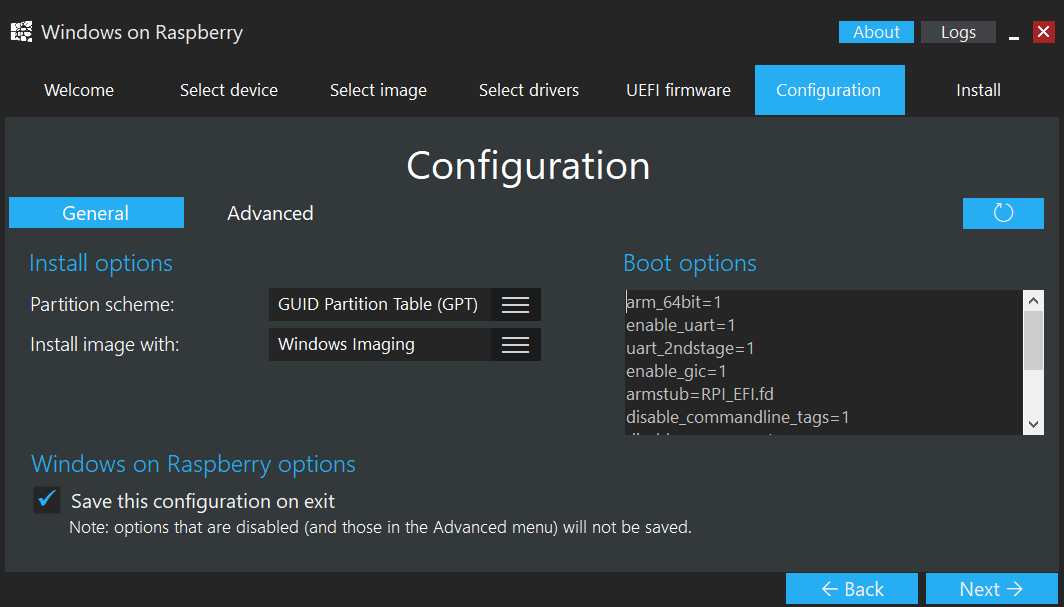 Windows on Raspberry
About
Logs
Welcome
Select device
Select image
Select drivers
UEFI firmware
Configuration
Install
Configuration
General
Advanced
Install options
Partition scheme:
GUID Partition Table (GPT)
Install image with:
Windows Imaging
Boot options
arm_64bit=1
enable_uart=1
uart_2ndstage=1
enable_gic=1
armstub=RPI_EFI.fd
disable_commandline_tags=1
Windows on Raspberry options
Save this configuration on exit
Note: options that are disabled (and those in the Advanced menu) will not be saved.
← Back
Next →